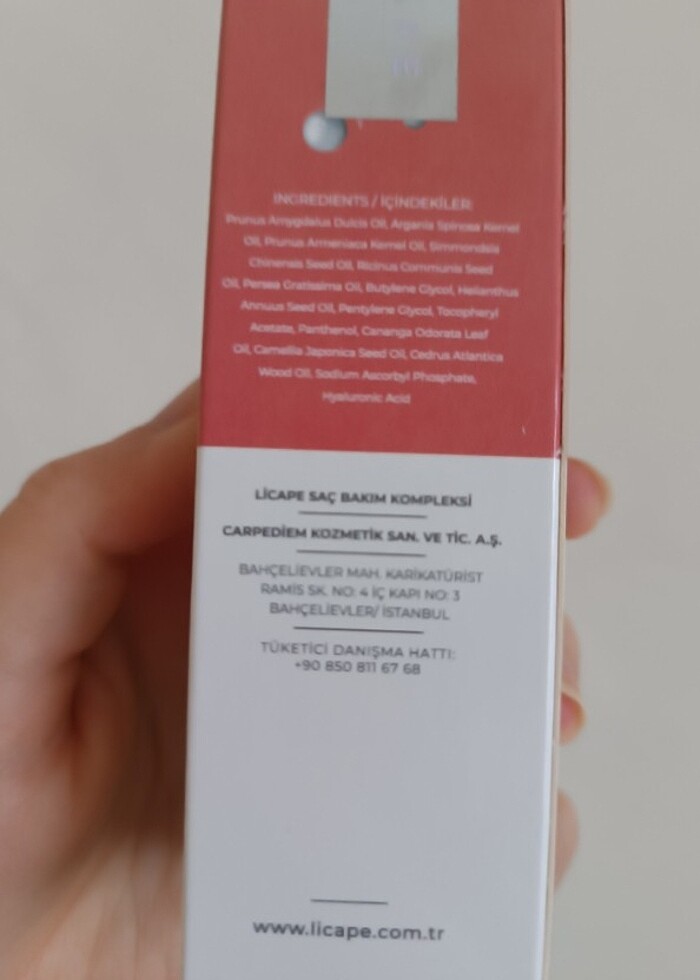 INGREDIENTS / İÇİNDEKİLER:
Prunus Amygdalus Dulcis Oil, Argania Spinosa Kernel
Oil, Prunus Armeniaca Kernel Oil, Simmondsia
Chinensis Seed Oil, Ricinus Communis Seed
Oil, Persea Gratissima Oil, Butylene Glycol, Helianthus
Annuus Seed Oil, Pentylene Glycol, Tocopheryl
Acetate, Panthenol, Cananga Odorata Leaf
Oil, Camellia Japonica Seed Oil, Cedrus Atlantica
Wood Oil, Sodium Ascorbyl Phosphate,
Hyaluronic Acid
LİCAPE SAÇ BAKIM KOMPLEKSİ
CARPEDİEM KOZMETİK SAN. VE TİC. A.Ş.
BAHÇELİEVLER MAH. KARİKATÜRİST
RAMİS SK. NO: 4 İÇ KAPI NO: 3
BAHÇELİEVLER/ İSTANBUL
TÜKETİCİ DANIŞMA HATTI:
+90 850 811 67 68
www.licape.com.tr